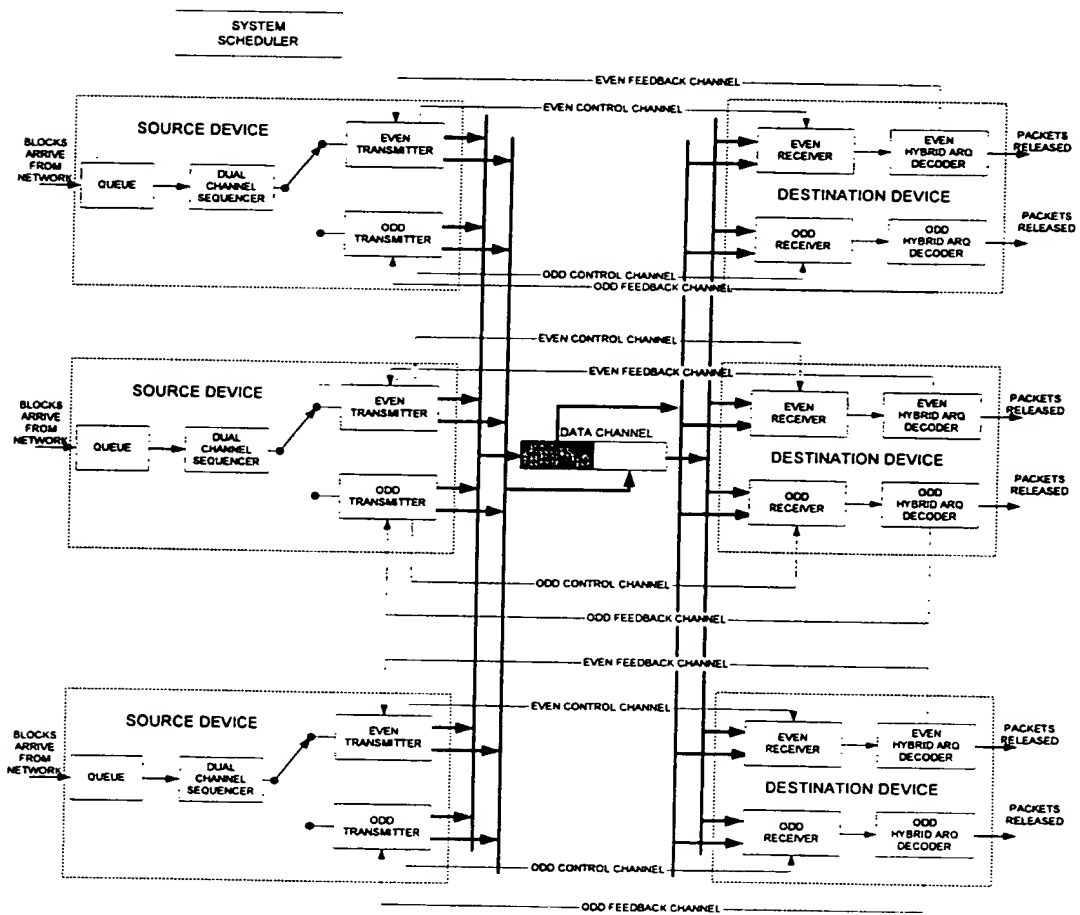 SYSTEM
SCHEDULER
EVEN FEEDBACK CHANNEL
EVEN CONTROL CHANNEL
BLOCKS
ARRIVE
FROM
NETWORK
SOURCE DEVICE
QUEUE
DUAL
CHANNEL
SEQUENCER
EVEN
TRANSMITTER
ODD
TRANSMITTER
EVEN
RECEIVER
EVEN
HYBRID ARQ
DECODER
PACKETS
RELEASED
DESTINATION DEVICE
ODD
RECEIVER
ODD
HYBRID ARQ
DECODER
PACKETS
RELEASED
ODD CONTROL CHANNEL
ODD FEEDBACK CHANNEL
EVEN CONTROL CHANNEL
EVEN FEEDBACK CHANNEL
BLOCKS
ARRIVE
FROM
NETWORK
SOURCE DEVICE
QUEUE
DUAL
CHANNEL
SEQUENCER
EVEN
TRANSMITTER
ODD
TRANSMITTER
DATA CHANNEL
EVEN
RECEIVER
EVEN
HYBRID ARQ
DECODER
PACKETS
RELEASED
DESTINATION DEVICE
ODD
RECEIVER
ODD
HYBRID ARQ
DECODER
PACKETS
RELEASED
ODD CONTROL CHANNEL
ODD FEEDBACK CHANNEL
EVEN FEEDBACK CHANNEL
EVEN CONTROL CHANNEL
BLOCKS
ARRIVE
FROM
NETWORK
SOURCE DEVICE
QUEUE
DUAL
CHANNEL
SEQUENCER
EVEN
TRANSMITTER
ODD
TRANSMITTER
EVEN
RECEIVER
EVEN
HYBRID ARQ
DECODER
PACKETS
RELEASED
DESTINATION DEVICE
ODD
RECEIVER
ODD
HYBRID ARQ
DECODER
PACKETS
RELEASED
ODD CONTROL CHANNEL
ODD FEEDBACK CHANNEL